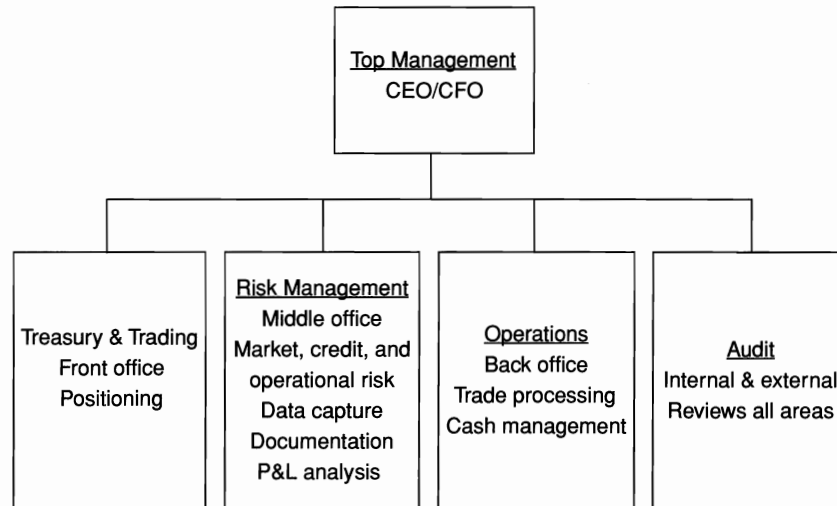 Top Management
CEO/CFO
Treasury & Trading
Front office
Positioning
Risk Management
Middle office
Market, credit, and
operational risk
Data capture
Documentation
P&L analysis
Operations
Back office
Trade processing
Cash management
Audit
Internal & external
Reviews all areas